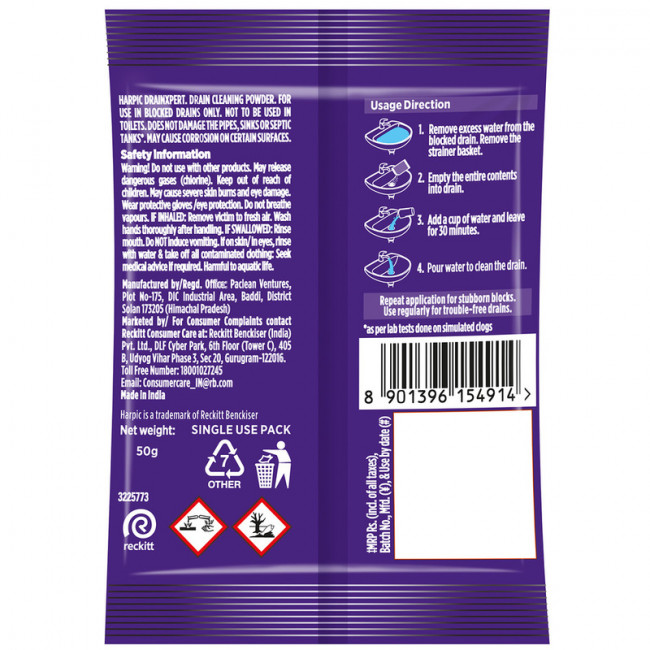 HARPIC DRAINXPERT. DRAIN CLEANING POWDER. FOR
USE IN BLOCKED DRAINS ONLY. NOT TO BE USED IN
TOILETS. DOES NOT DAMAGE THE PIPES, SINKS OR SEPTIC
TANKS*. MAY CAUSE CORROSION ON CERTAIN SURFACES.
Safety Information
Warning! Do not use with other products. May release
dangerous gases (chlorine). Keep out of reach of
children. May cause severe skin burns and eye damage.
Wear protective gloves/eye protection. Do not breathe
vapours. IF INHALED: Remove victim to fresh air. Wash
hands thoroughly after handling. IF SWALLOWED: Rinse
mouth. Do NOT induce vomiting. If on skin/ in eyes, rinse
with water & take off all contaminated clothing: Seek
medical advice if required. Harmful to aquatic life.
Manufactured by/Regd. Office: Paclean Ventures,
Plot No-175, DIC Industrial Area, Baddi, District
Solan 173205 (Himachal Pradesh)
Marketed by/ For Consumer Complaints contact
Reckitt Consumer Care at: Reckitt Benckiser (India)
Pvt. Ltd., DLF Cyber Park, 6th Floor (Tower C), 405
B, Udyog Vihar Phase 3, Sec 20, Gurugram-122016.
Toll Free Number: 18001027245
Email: Consumercare_IN@rb.com
Made in India
Harpic is a trademark of Reckitt Benckiser
Net weight:
50g
SINGLE USE PACK
7
OTHER
3225773
reckitt
Usage Direction
1. Remove excess water from the
blocked drain. Remove the
strainer basket.
2. Empty the entire contents
into drain.
3. Add a cup of water and leave
for 30 minutes.
4. Pour water to clean the drain.
Repeat application for stubborn blocks.
Use regularly for trouble-free drains.
*as per lab tests done on simulated clogs
8 901396 154914 >
#MRP Rs. (incl. of all taxes),
Batch No., Mfd. (Y), & Use by date (#)